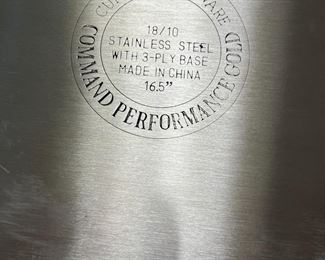 18/10
STAINLESS STEEL
WITH 3-PLY BASE
MADE IN CHINA
16.5"
COMMAND PERFORMANCE GOLD